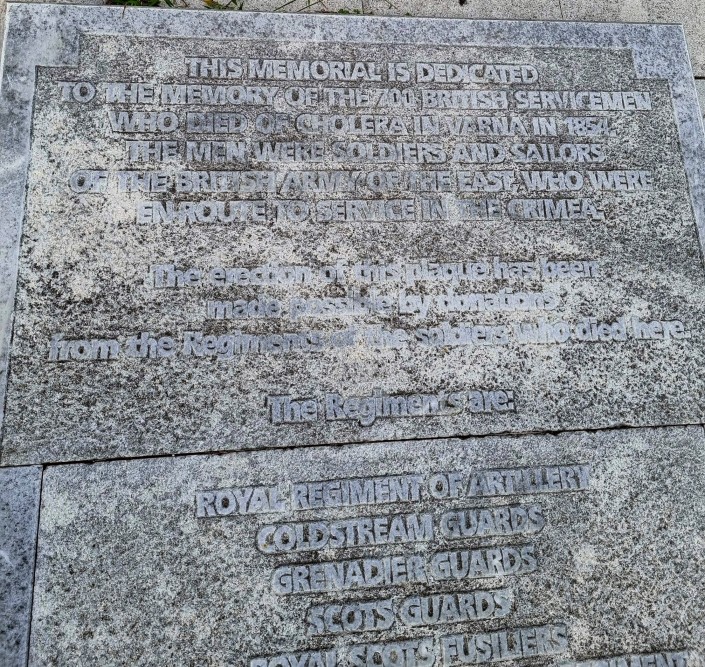 THIS MEMORIAL IS DEDICATED
TO THE MEMORY OF THE 700 BRITISH SERVICEMEN
WHO DIED OF CHOLERA IN VARNA IN 1854.
THE MEN WERE SOLDIERS AND SAILORS
OF THE BRITISH ARMY OF THE EAST, WHO WERE
EN-ROUTE TO SERVICE IN THE CRIMEA.
The erection of this plaque has been
made possible by donations
from the Regiments of the soldiers who died here.
The Regiments are:
ROYAL REGIMENT OF ARTILLERY
COLDSTREAM GUARDS
GRENADIER GUARDS
SCOTS GUARDS
ROYAL SCOTS FUSILIERS